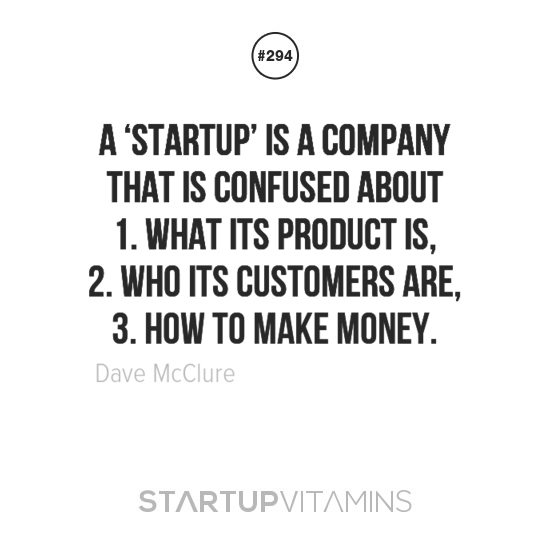 #294
A ‘STARTUP’ IS A COMPANY
THAT IS CONFUSED ABOUT
1. WHAT ITS PRODUCT IS,
2. WHO ITS CUSTOMERS ARE,
3. HOW TO MAKE MONEY.
Dave McClure
STARTUPVITAMINS